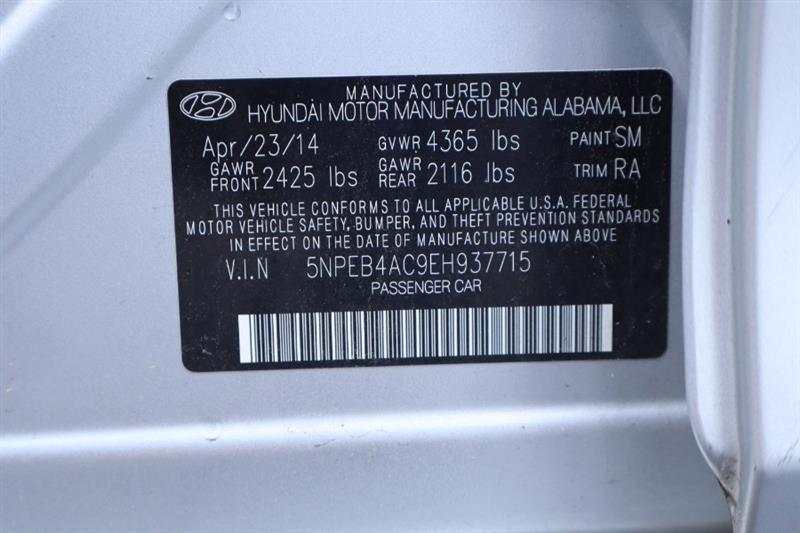 MANUFACTURED BY
HYUNDAI MOTOR MANUFACTURING ALABAMA, LLC
Apr/23/14 GVWR 4365 lbs PAINT SM
GAWR FRONT 2425 lbs GAWR REAR 2116 lbs TRIM RA
THIS VEHICLE CONFORMS TO ALL APPLICABLE U.S.A. FEDERAL
MOTOR VEHICLE SAFETY, BUMPER, AND THEFT PREVENTION STANDARDS
IN EFFECT ON THE DATE OF MANUFACTURE SHOWN ABOVE
V.I.N 5NPEB4AC9EH937715
PASSENGER CAR